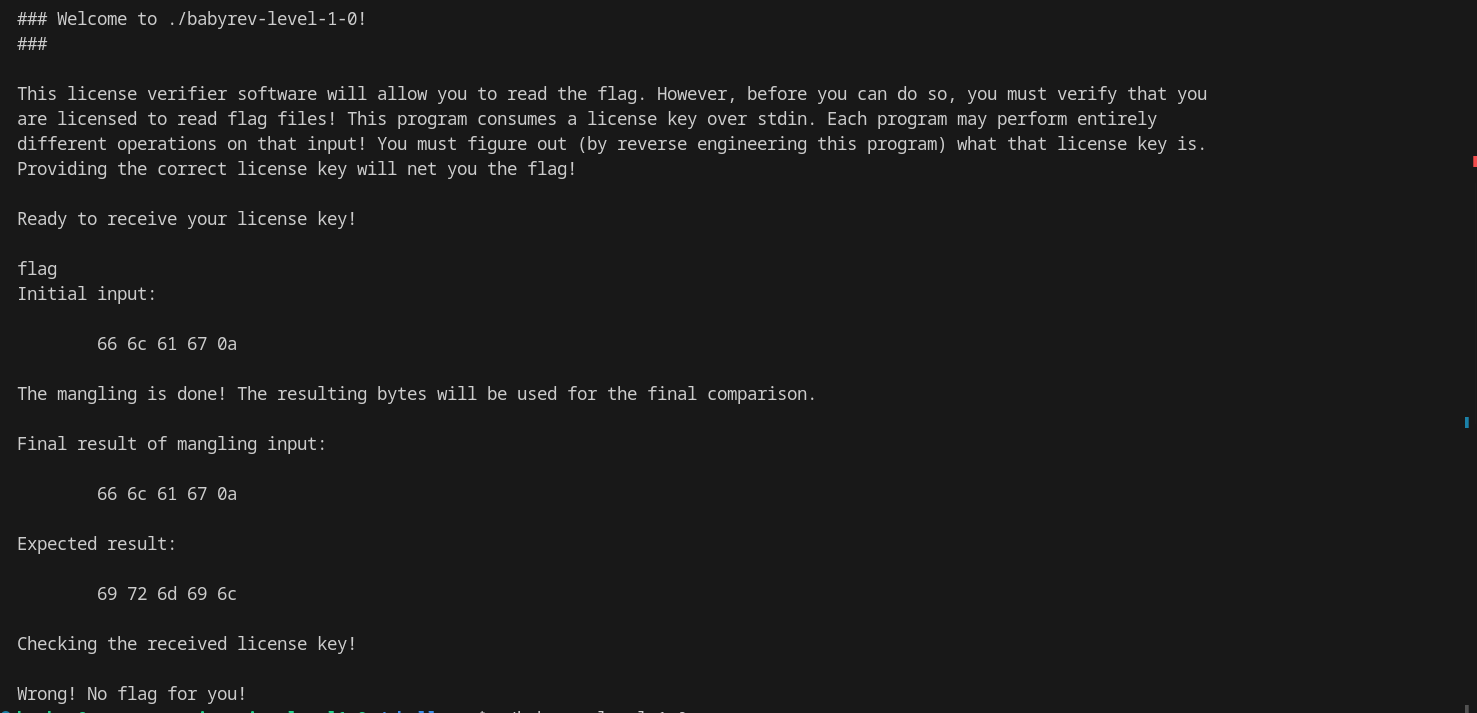 ### Welcome to ./babyrev-level-1-0!
###
This license verifier software will allow you to read the flag. However, before you can do so, you must verify that you
are licensed to read flag files! This program consumes a license key over stdin. Each program may perform entirely
different operations on that input! You must figure out (by reverse engineering this program) what that license key is.
Providing the correct license key will net you the flag!
Ready to receive your license key!
flag
Initial input:
66 6c 61 67 0a
The mangling is done! The resulting bytes will be used for the final comparison.
Final result of mangling input:
66 6c 61 67 0a
Expected result:
69 72 6d 69 6c
Checking the received license key!
Wrong! No flag for you!